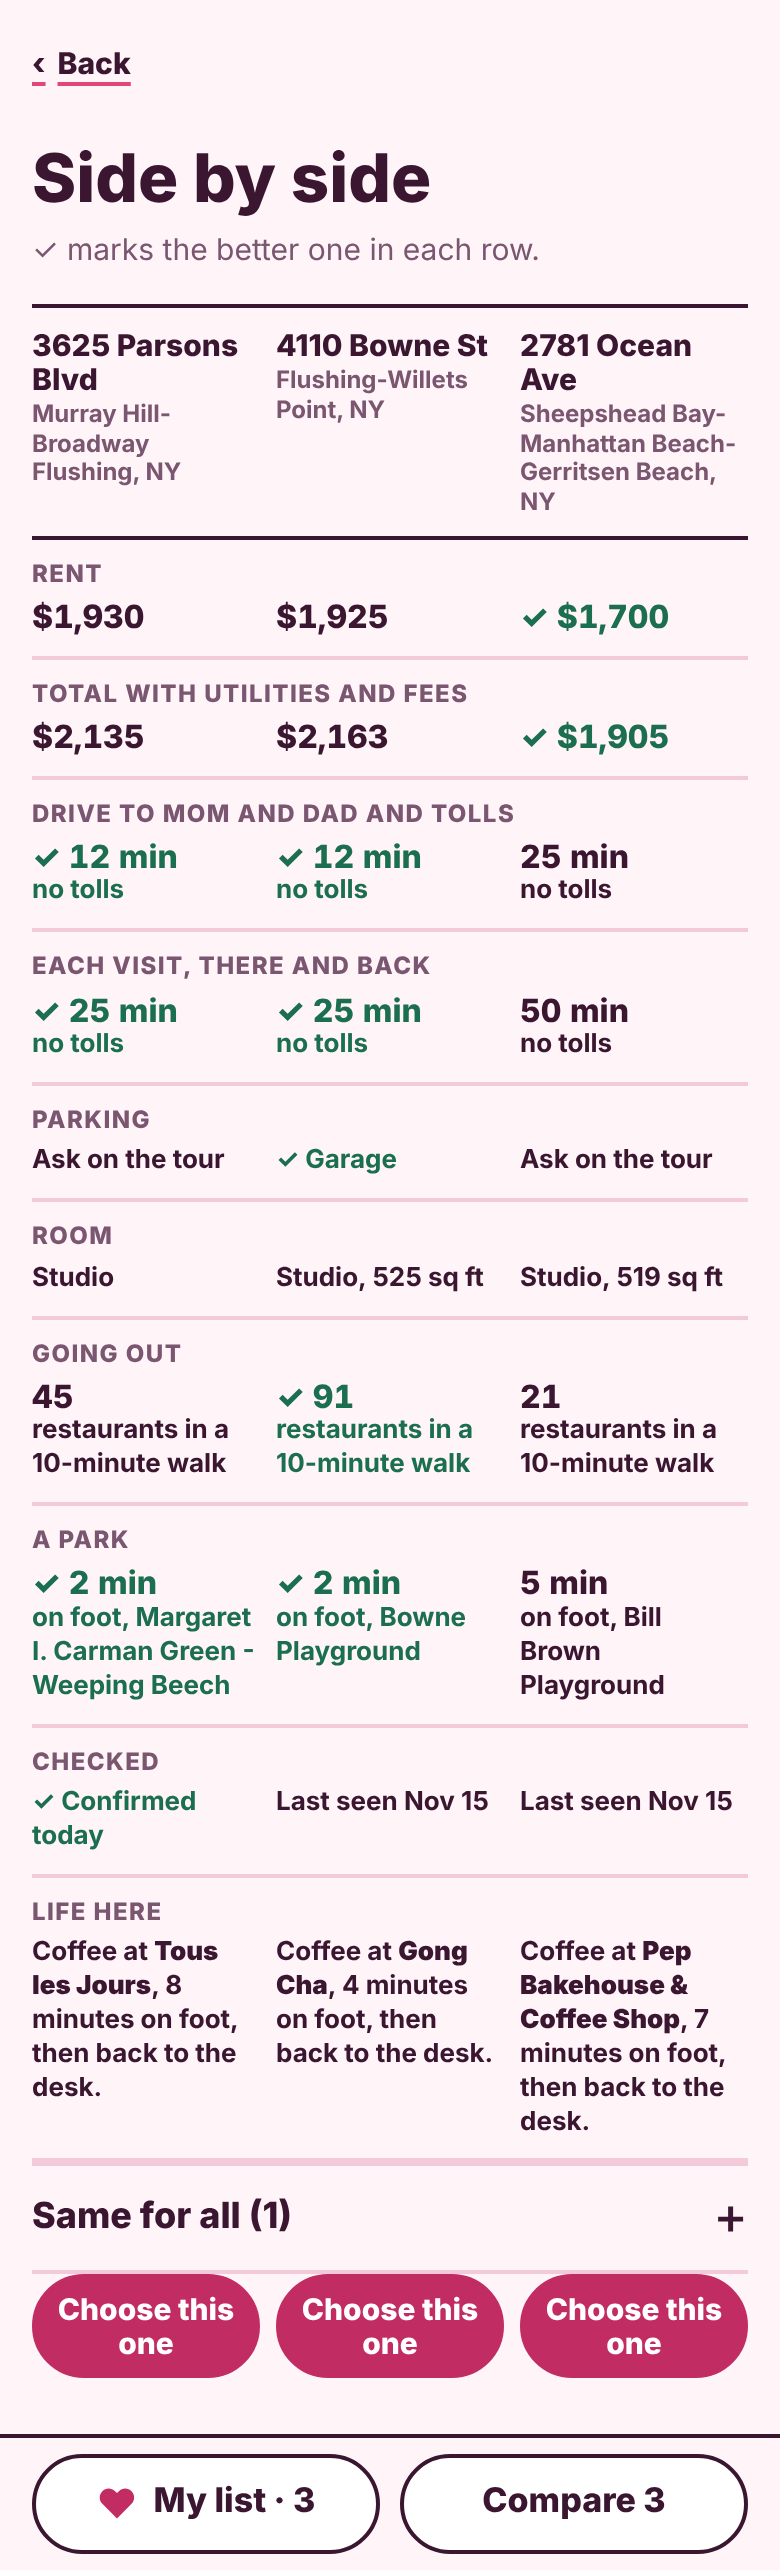 ‹ Back
Side by side
✓ marks the better one in each row.
3625 Parsons Blvd
Murray Hill-Broadway Flushing, NY
4110 Bowne St
Flushing-Willets Point, NY
2781 Ocean Ave
Sheepshead Bay-Manhattan Beach-Gerritsen Beach, NY
RENT
$1,930 $1,925 ✓ $1,700
TOTAL WITH UTILITIES AND FEES
$2,135 $2,163 ✓ $1,905
DRIVE TO MOM AND DAD AND TOLLS
✓ 12 min ✓ 12 min 25 min
no tolls no tolls no tolls
EACH VISIT, THERE AND BACK
✓ 25 min ✓ 25 min 50 min
no tolls no tolls no tolls
PARKING
Ask on the tour ✓ Garage Ask on the tour
ROOM
Studio Studio, 525 sq ft Studio, 519 sq ft
GOING OUT
45
restaurants in a
10-minute walk
✓ 91
restaurants in a
10-minute walk
21
restaurants in a
10-minute walk
A PARK
✓ 2 min
on foot, Margaret
I. Carman Green -
Weeping Beech
✓ 2 min
on foot, Bowne
Playground
5 min
on foot, Bill
Brown
Playground
CHECKED
✓ Confirmed
today
Last seen Nov 15
Last seen Nov 15
LIFE HERE
Coffee at Tous
les Jours, 8
minutes on foot,
then back to the
desk.
Coffee at Gong
Cha, 4 minutes
on foot, then
back to the desk.
Coffee at Pep
Bakehouse &
Coffee Shop, 7
minutes on foot,
then back to the
desk.
Same for all (1) +
Choose this
one
Choose this
one
Choose this
one
♥ My list · 3
Compare 3